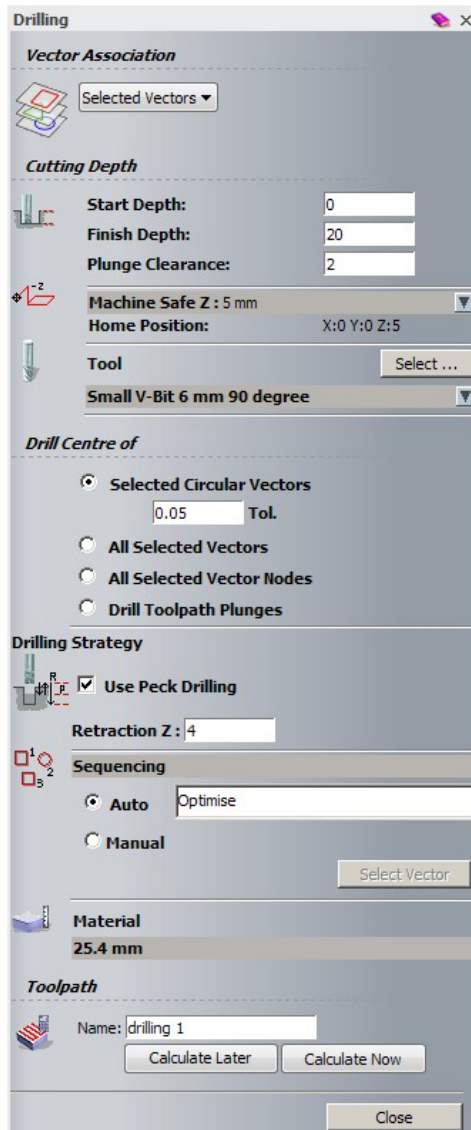 Drilling
Vector Association
Selected Vectors
Cutting Depth
Start Depth: 0
Finish Depth: 20
Plunge Clearance: 2
-Z
Machine Safe Z : 5 mm
Home Position: X:0 Y:0 Z:5
Tool Select ...
Small V-Bit 6 mm 90 degree
Drill Centre of
Selected Circular Vectors
0.05 Tol.
All Selected Vectors
All Selected Vector Nodes
Drill Toolpath Plunges
Drilling Strategy
R P Use Peck Drilling
Retraction Z : 4
1 2 3 Sequencing
Auto Optimise
Manual
Select Vector
Material
25.4 mm
Toolpath
Name: drilling 1
Calculate Later Calculate Now
Close